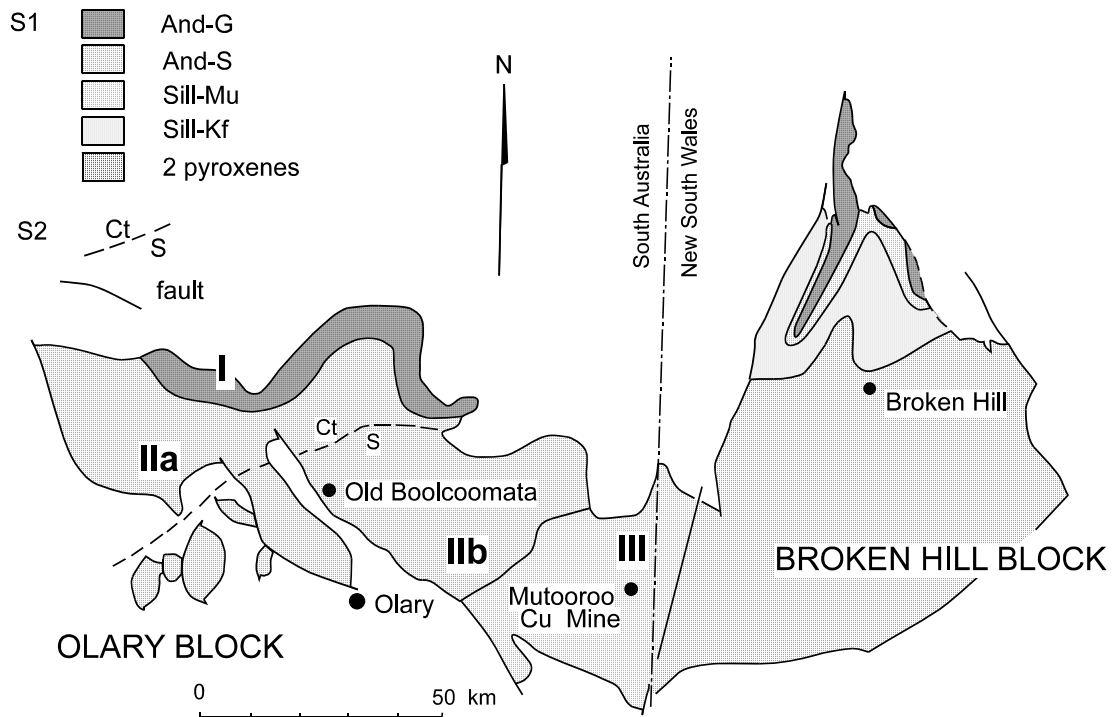 S1
And-G
And-S
Sill-Mu
Sill-Kf
2 pyroxenes
S2
Ct
S
fault
N
South Australia
New South Wales
I
IIa
Ct
S
Old Boolcoomata
IIb
III
Broken Hill
BROKEN HILL BLOCK
Mutooroo
Cu Mine
Olary
OLARY BLOCK
0
50 km